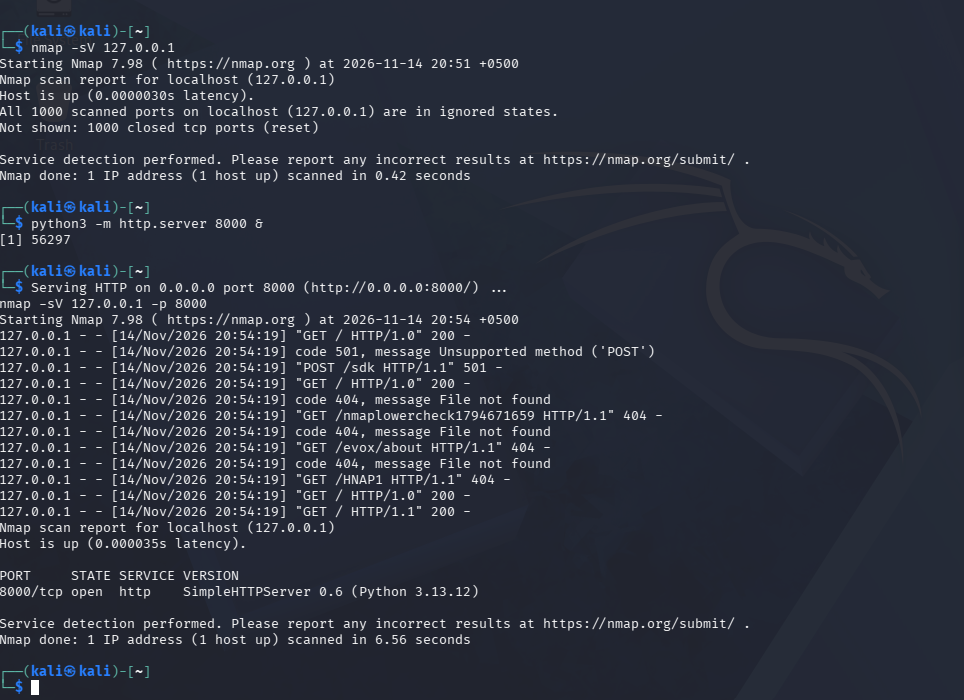 ┌──(kali㉿kali)-[~]
└─$ nmap -sV 127.0.0.1
Starting Nmap 7.98 ( https://nmap.org ) at 2026-11-14 20:51 +0500
Nmap scan report for localhost (127.0.0.1)
Host is up (0.0000030s latency).
All 1000 scanned ports on localhost (127.0.0.1) are in ignored states.
Not shown: 1000 closed tcp ports (reset)
Trash
Service detection performed. Please report any incorrect results at https://nmap.org/submit/ .
Nmap done: 1 IP address (1 host up) scanned in 0.42 seconds
┌──(kali㉿kali)-[~]
└─$ python3 -m http.server 8000 &
[1] 56297
┌──(kali㉿kali)-[~]
└─$ Serving HTTP on 0.0.0.0 port 8000 (http://0.0.0.0:8000/) ...
nmap -sV 127.0.0.1 -p 8000
Starting Nmap 7.98 ( https://nmap.org ) at 2026-11-14 20:54 +0500
127.0.0.1 - - [14/Nov/2026 20:54:19] "GET / HTTP/1.0" 200 -
127.0.0.1 - - [14/Nov/2026 20:54:19] code 501, message Unsupported method ('POST')
127.0.0.1 - - [14/Nov/2026 20:54:19] "POST /sdk HTTP/1.1" 501 -
127.0.0.1 - - [14/Nov/2026 20:54:19] "GET / HTTP/1.0" 200 -
127.0.0.1 - - [14/Nov/2026 20:54:19] code 404, message File not found
127.0.0.1 - - [14/Nov/2026 20:54:19] "GET /nmaplowercheck1794671659 HTTP/1.1" 404 -
127.0.0.1 - - [14/Nov/2026 20:54:19] code 404, message File not found
127.0.0.1 - - [14/Nov/2026 20:54:19] "GET /evox/about HTTP/1.1" 404 -
127.0.0.1 - - [14/Nov/2026 20:54:19] code 404, message File not found
127.0.0.1 - - [14/Nov/2026 20:54:19] "GET /HNAP1 HTTP/1.1" 404 -
127.0.0.1 - - [14/Nov/2026 20:54:19] "GET / HTTP/1.0" 200 -
127.0.0.1 - - [14/Nov/2026 20:54:19] "GET / HTTP/1.1" 200 -
Nmap scan report for localhost (127.0.0.1)
Host is up (0.000035s latency).
PORT     STATE SERVICE VERSION
8000/tcp open  http    SimpleHTTPServer 0.6 (Python 3.13.12)
Service detection performed. Please report any incorrect results at https://nmap.org/submit/ .
Nmap done: 1 IP address (1 host up) scanned in 6.56 seconds
┌──(kali㉿kali)-[~]
└─$